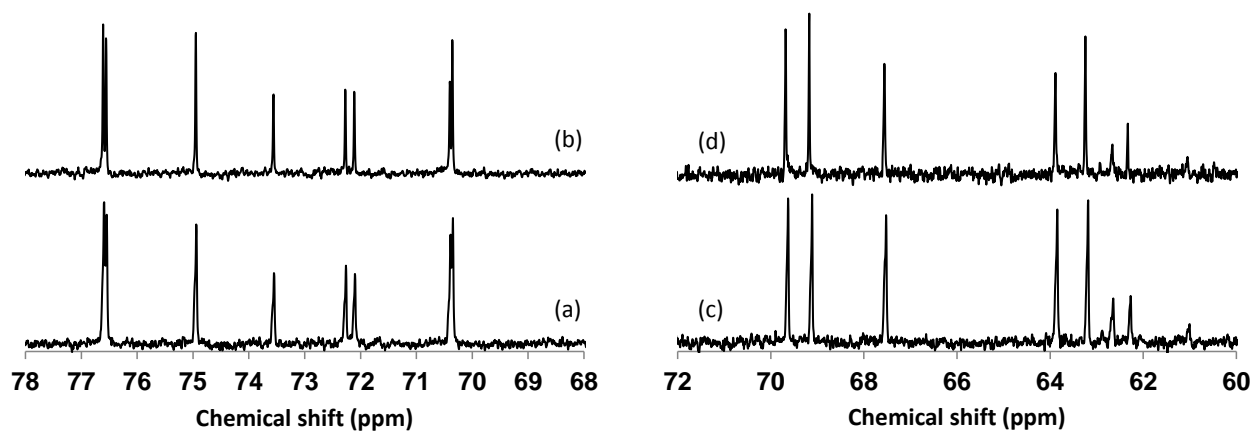 (b)
(a)
78 77 76 75 74 73 72 71 70 69 68
Chemical shift (ppm)
(d)
(c)
72 70 68 66 64 62 60
Chemical shift (ppm)